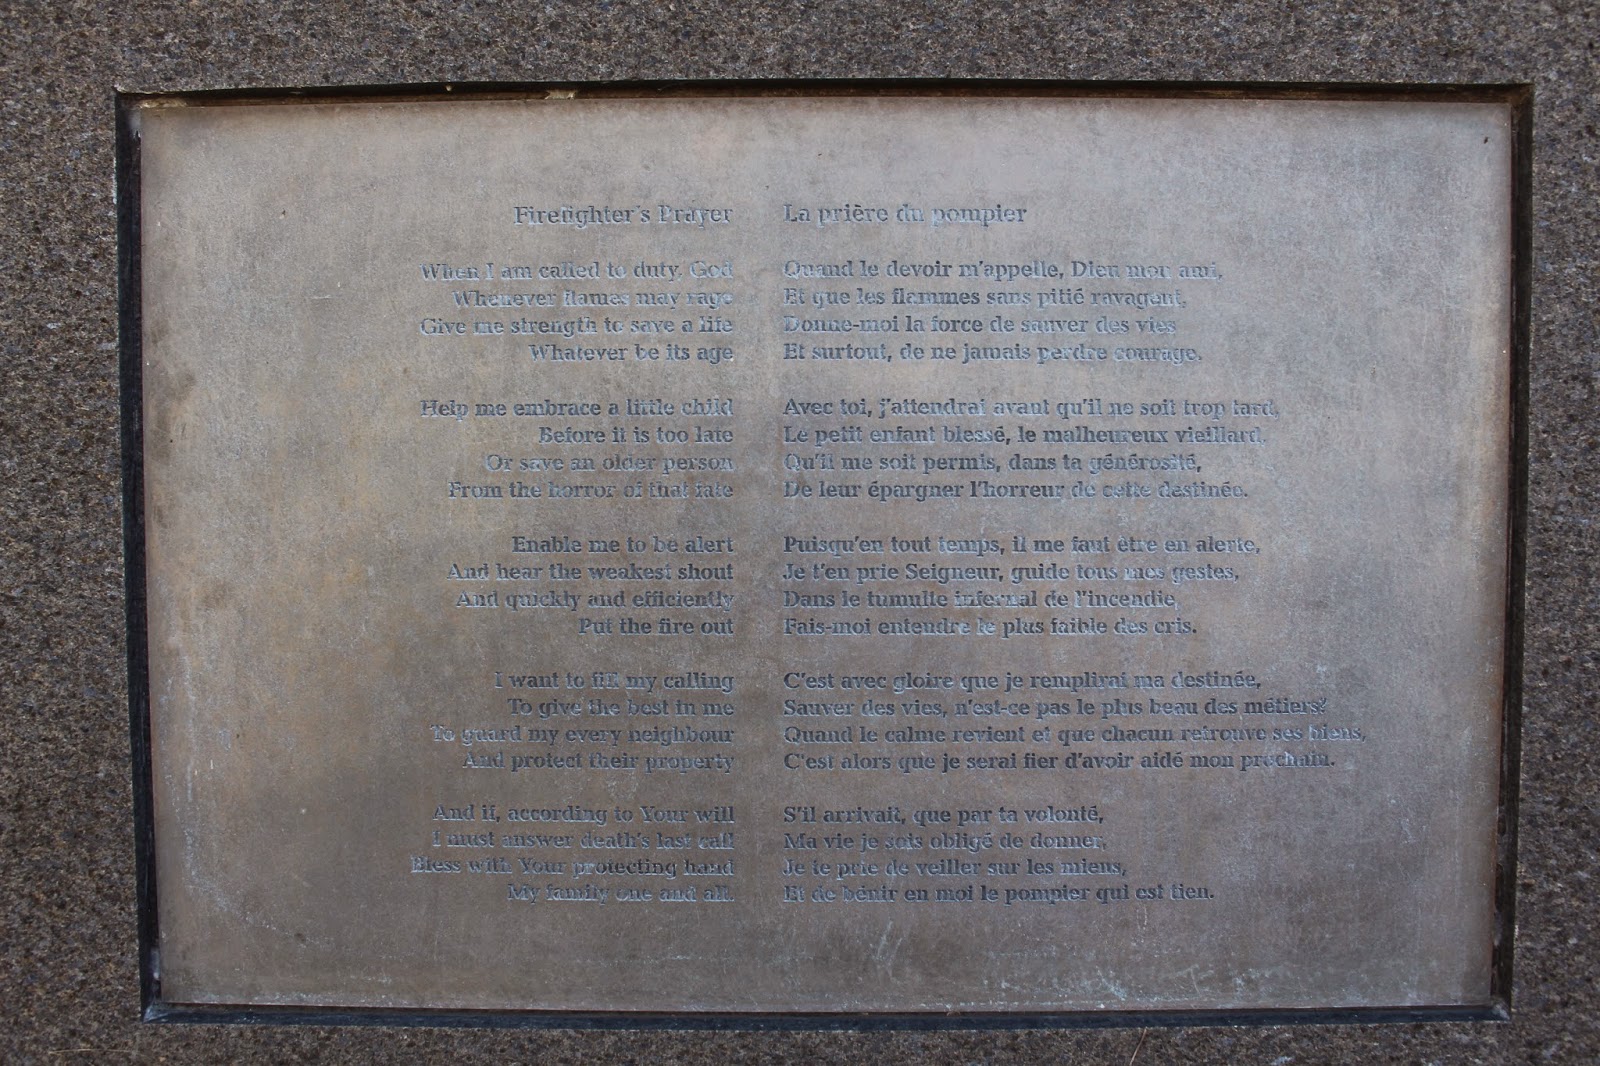 Firefighter's Prayer
When I am called to duty, God
Whenever flames may rage
Give me strength to save a life
Whatever be its age
Help me embrace a little child
Before it is too late
Or save an older person
From the horror of that fate
Enable me to be alert
And hear the weakest shout
And quickly and efficiently
Put the fire out
I want to fill my calling
To give the best in me
To guard my every neighbour
And protect their property
And if, according to Your will
I must answer death's last call
Bless with Your protecting hand
My family one and all.
La prière du pompier
Quand le devoir m'appelle, Dieu mon ami,
Et que les flammes sans pitié ravagent,
Donne-moi la force de sauver des vies
Et surtout, de ne jamais perdre courage.
Avec toi, j'attendrai avant qu'il ne soit trop tard,
Le petit enfant blessé, le malheureux vieillard.
Qu'il me soit permis, dans ta générosité,
De leur épargner l'horreur de cette destinée.
Puisqu'en tout temps, il me faut être en alerte,
Je t'en prie Seigneur, guide tous mes gestes,
Dans le tumulte infernal de l'incendie,
Fais-moi entendre le plus faible des cris.
C'est avec gloire que je remplirai ma destinée,
Sauver des vies, n'est-ce pas le plus beau des métiers?
Quand le calme revient et que chacun retrouve ses biens,
C'est alors que je serai fier d'avoir aidé mon prochain.
S'il arrivait, que par ta volonté,
Ma vie je sois obligé de donner,
Je te prie de veiller sur les miens,
Et de bénir en moi le pompier qui est tien.